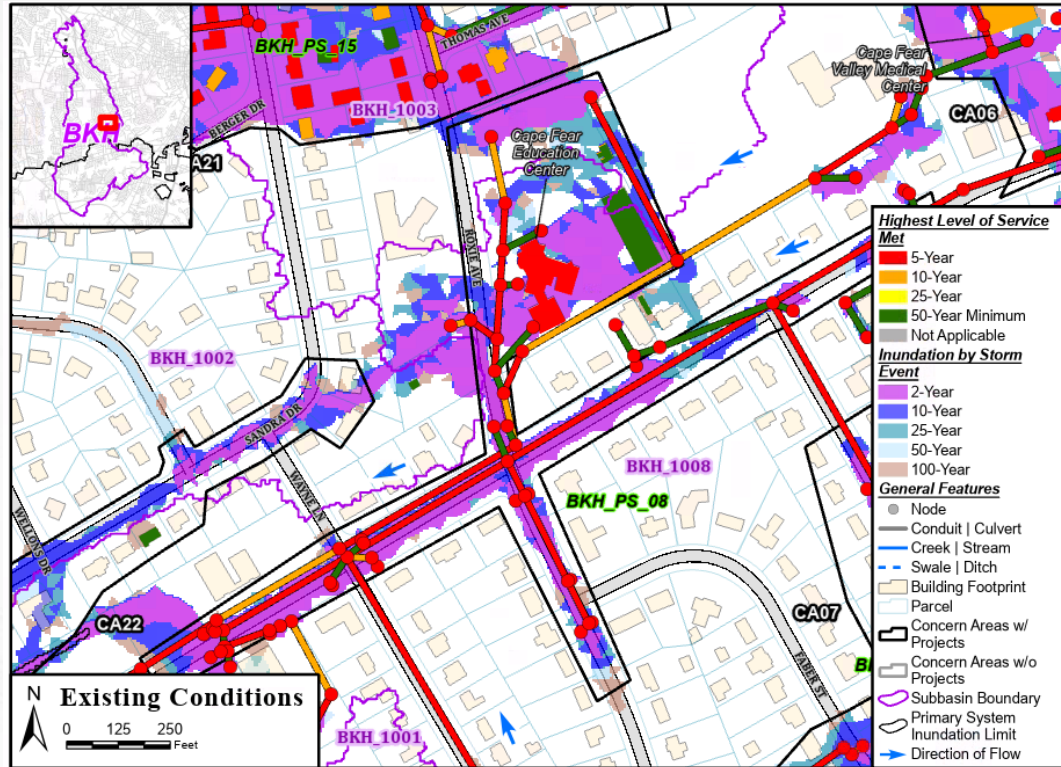 BKH
BKH_PS_15
THOMAS AVE
BKH_1003
BERGER DR
Cape Fear
Valley Medical
Center
CA06
Cape Fear
Education
Center
ROXIE AVE
BKH_1002
SANDRA DR
WAYNE LN
WELLONS DR
BKH_1008
BKH_PS_08
CA22
CA07
FABER ST
BKH_1001
Existing Conditions
N
0 125 250
Feet
Highest Level of Service
Met
5-Year
10-Year
25-Year
50-Year Minimum
Not Applicable
Inundation by Storm
Event
2-Year
10-Year
25-Year
50-Year
100-Year
General Features
Node
Conduit | Culvert
Creek | Stream
Swale | Ditch
Building Footprint
Parcel
Concern Areas w/
Projects
Concern Areas w/o
Projects
Subbasin Boundary
Primary System
Inundation Limit
Direction of Flow